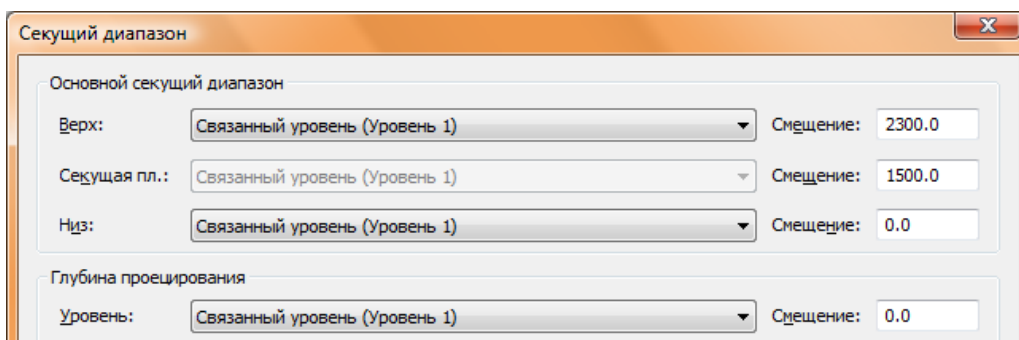 Секущий диапазон
Основной секущий диапазон
Верх: Связанный уровень (Уровень 1) Смещение: 2300.0
Секущая пл.: Связанный уровень (Уровень 1) Смещение: 1500.0
Низ: Связанный уровень (Уровень 1) Смещение: 0.0
Глубина проецирования
Уровень: Связанный уровень (Уровень 1) Смещение: 0.0